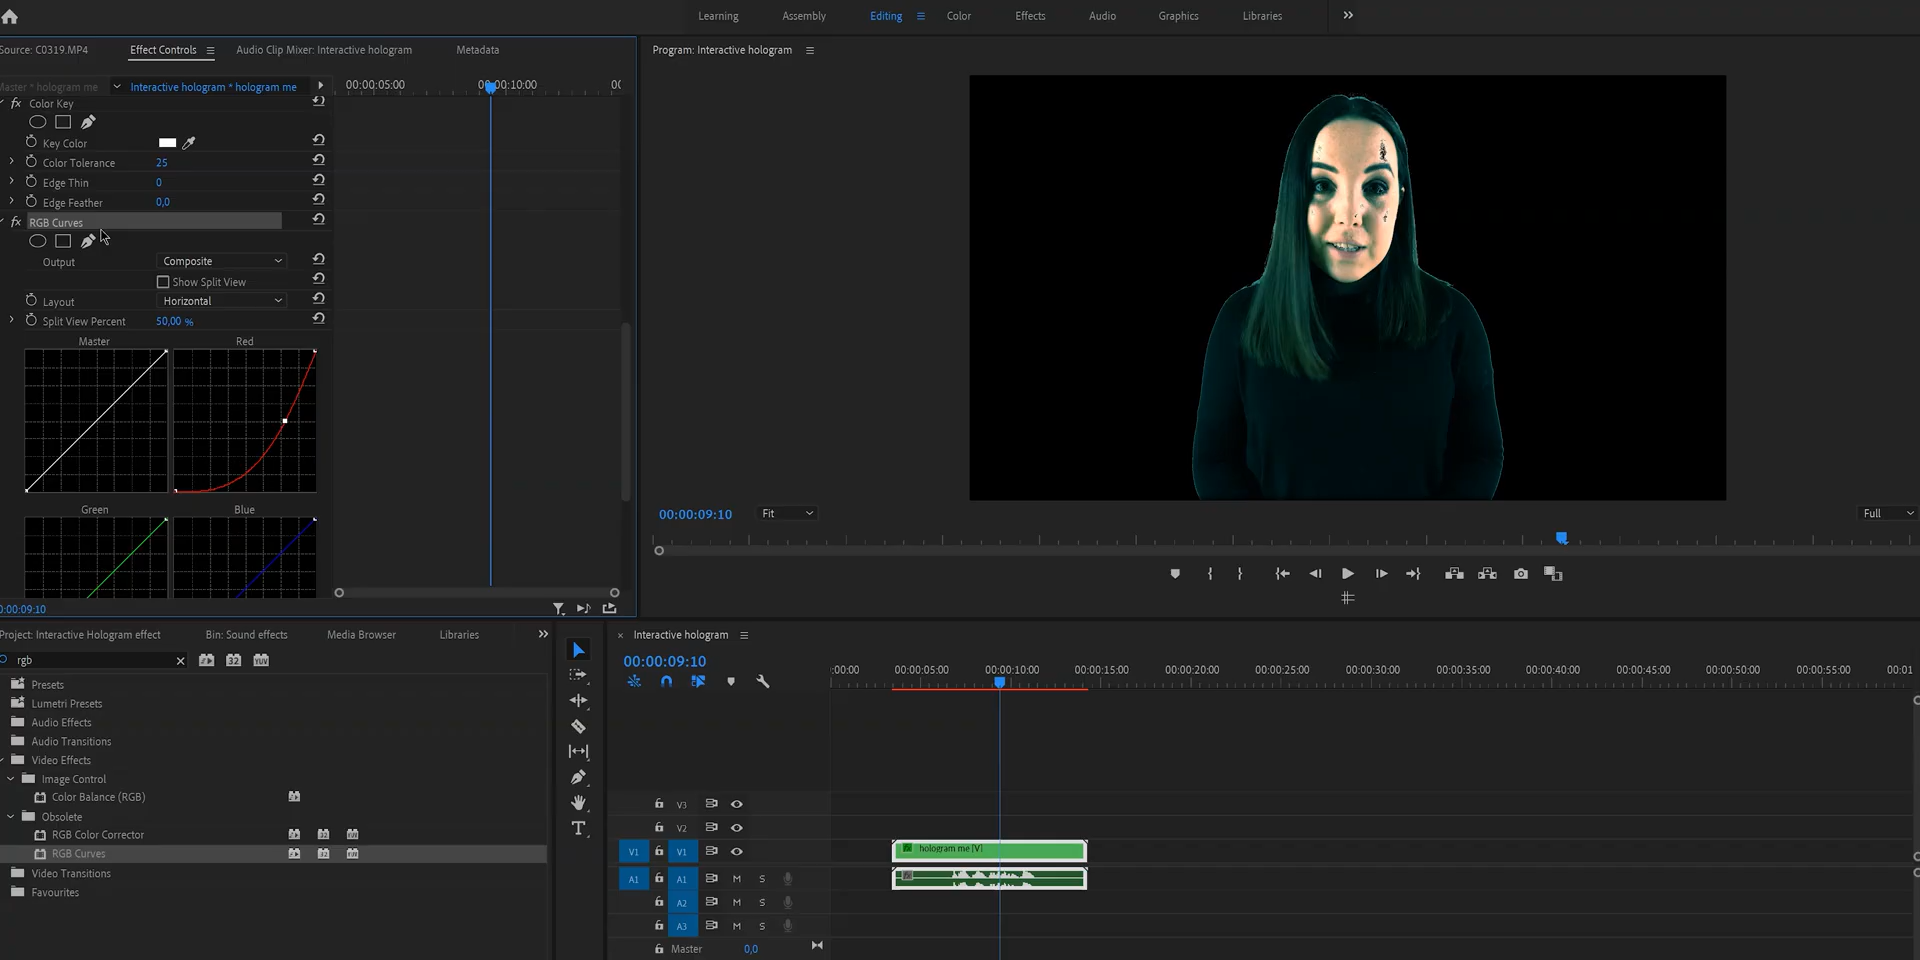 Learning Assembly Editing Color Effects Audio Graphics Libraries
Source: C0319.MP4 Effect Controls Audio Clip Mixer: Interactive hologram Metadata
Program: Interactive hologram
Master * hologram me Interactive hologram * hologram me
00:00:05:00 00:00:10:00 00
fx Color Key
Key Color
Color Tolerance 25
Edge Thin 0
Edge Feather 0,0
fx RGB Curves
Output Composite
Show Split View
Layout Horizontal
Split View Percent 50,00 %
Master Red
Green Blue
0:00:09:10
00:00:09:10 Fit Full
Project: Interactive Hologram effect Bin: Sound effects Media Browser Libraries
rgb 32 YUV
Presets
Lumetri Presets
Audio Effects
Audio Transitions
Video Effects
Image Control
Color Balance (RGB)
Obsolete
RGB Color Corrector
RGB Curves
Video Transitions
Favourites
T
× Interactive hologram
00:00:09:10
:00:00 00:00:05:00 00:00:10:00 00:00:15:00 00:00:20:00 00:00:25:00 00:00:30:00 00:00:35:00 00:00:40:00 00:00:45:00 00:00:50:00 00:00:55:00 00:01
V3
V2
V1 V1 hologram me [V]
A1 A1 M S
A2 M S
A3 M S
Master 0,0